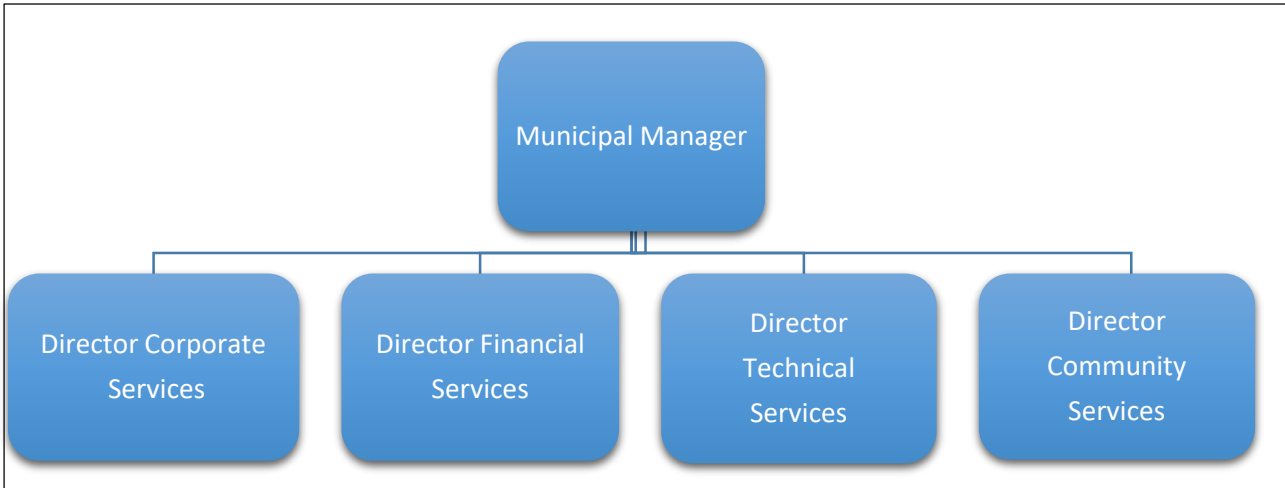 Municipal Manager
Director Corporate
Services
Director Financial
Services
Director
Technical
Services
Director
Community
Services